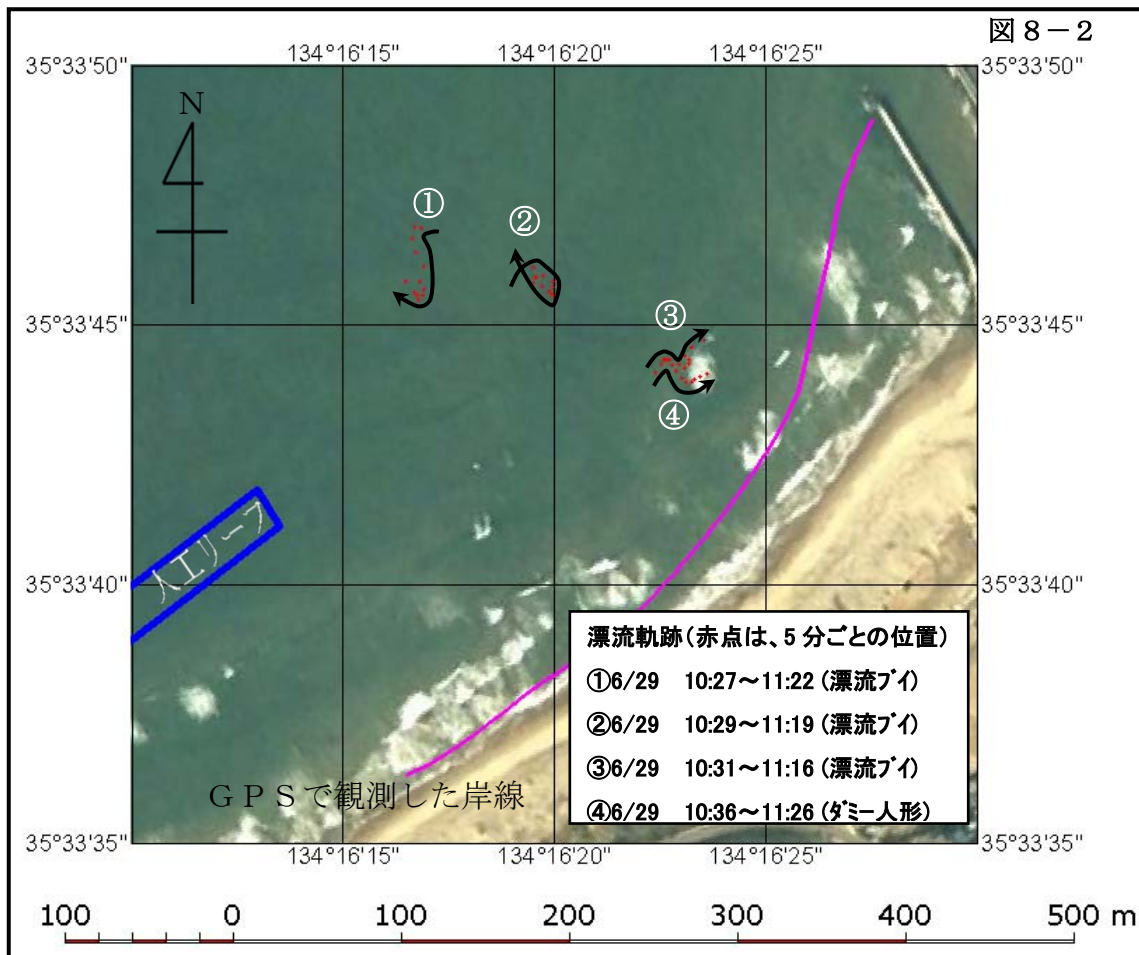 図8-2
134°16'15" 134°16'20" 134°16'25"
35°33'50" 35°33'50"
N
①
②
35°33'45" 35°33'45"
③
④
人工リーフ
35°33'40" 35°33'40"
漂流軌跡(赤点は、5分ごとの位置)
①6/29 10:27～11:22 (漂流ブイ)
②6/29 10:29～11:19 (漂流ブイ)
③6/29 10:31～11:16 (漂流ブイ)
④6/29 10:36～11:26 (ダミー人形)
GPSで観測した岸線
35°33'35" 35°33'35"
134°16'15" 134°16'20" 134°16'25"
100 0 100 200 300 400 500 m